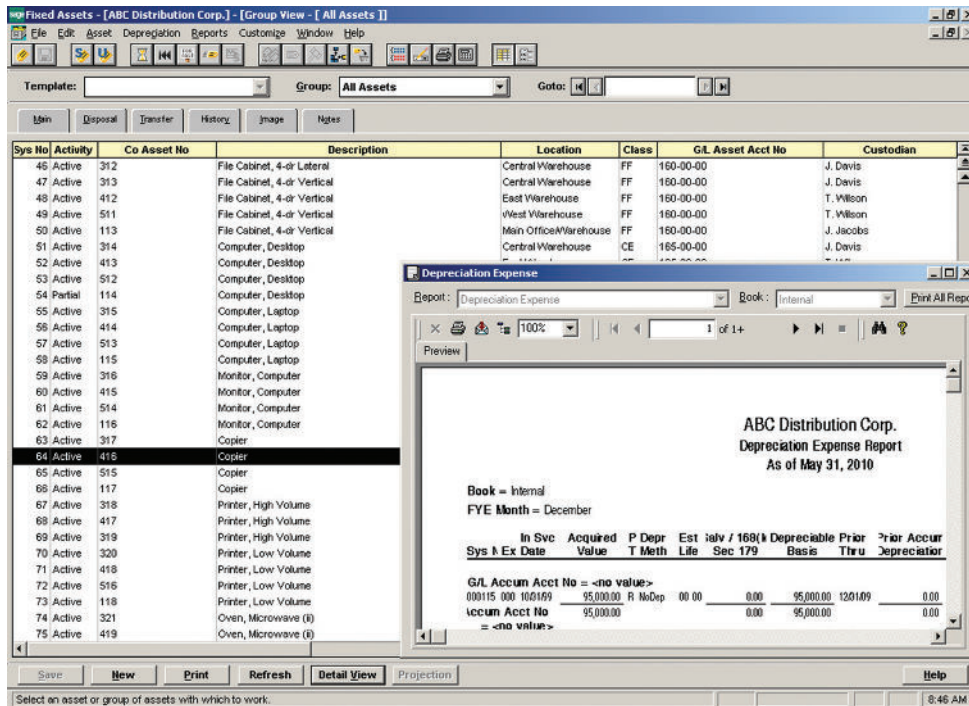 Fixed Assets - [ABC Distribution Corp.] - [Group View - [ All Assets ]]
File Edit Asset Depreciation Reports Customize Window Help
Template: Group: All Assets Goto:
Main Disposal Transfer History Image Notes
Sys No Activity Co Asset No Description Location Class G/L Asset Acct No Custodian
46 Active 312 File Cabinet, 4-dr Lateral Central Warehouse FF 160-00-00 J. Davis
47 Active 313 File Cabinet, 4-dr Vertical Central Warehouse FF 160-00-00 J. Davis
48 Active 412 File Cabinet, 4-dr Vertical East Warehouse FF 160-00-00 T. Wilson
49 Active 511 File Cabinet, 4-dr Vertical West Warehouse FF 160-00-00 T. Wilson
50 Active 113 File Cabinet, 4-dr Vertical Main Office/Warehouse FF 160-00-00 J. Jacobs
51 Active 314 Computer, Desktop Central Warehouse CE 165-00-00 J. Davis
52 Active 413 Computer, Desktop
53 Active 512 Computer, Desktop
54 Partial 114 Computer, Desktop
55 Active 315 Computer, Laptop
56 Active 414 Computer, Laptop
57 Active 513 Computer, Laptop
58 Active 115 Computer, Laptop
59 Active 316 Monitor, Computer
60 Active 415 Monitor, Computer
61 Active 514 Monitor, Computer
62 Active 116 Monitor, Computer
63 Active 317 Copier
64 Active 416 Copier
65 Active 515 Copier
66 Active 117 Copier
67 Active 318 Printer, High Volume
68 Active 417 Printer, High Volume
69 Active 319 Printer, High Volume
70 Active 320 Printer, Low Volume
71 Active 418 Printer, Low Volume
72 Active 516 Printer, Low Volume
73 Active 118 Printer, Low Volume
74 Active 321 Oven, Microwave (ii)
75 Active 419 Oven, Microwave (ii)
Depreciation Expense
Report: Depreciation Expense Book: Internal Print All Repo
100% 1 of 1+
Preview
ABC Distribution Corp.
Depreciation Expense Report
As of May 31, 2010
Book = Internal
FYE Month = December
In Svc Acquired P Depr Est Salv / 168(k Depreciable Prior Prior Accum
Sys N Ex Date Value T Meth Life Sec 179 Basis Thru Depreciation
G/L Accum Acct No = <no value>
000115 000 10/01/99 95,000.00 R NoDep 00 00 0.00 95,000.00 12/31/09 0.00
Accum Acct No 95,000.00 0.00 95,000.00 0.00
= <no value>
Save New Print Refresh Detail View Projection Help
Select an asset or group of assets with which to work. 8:46 AM